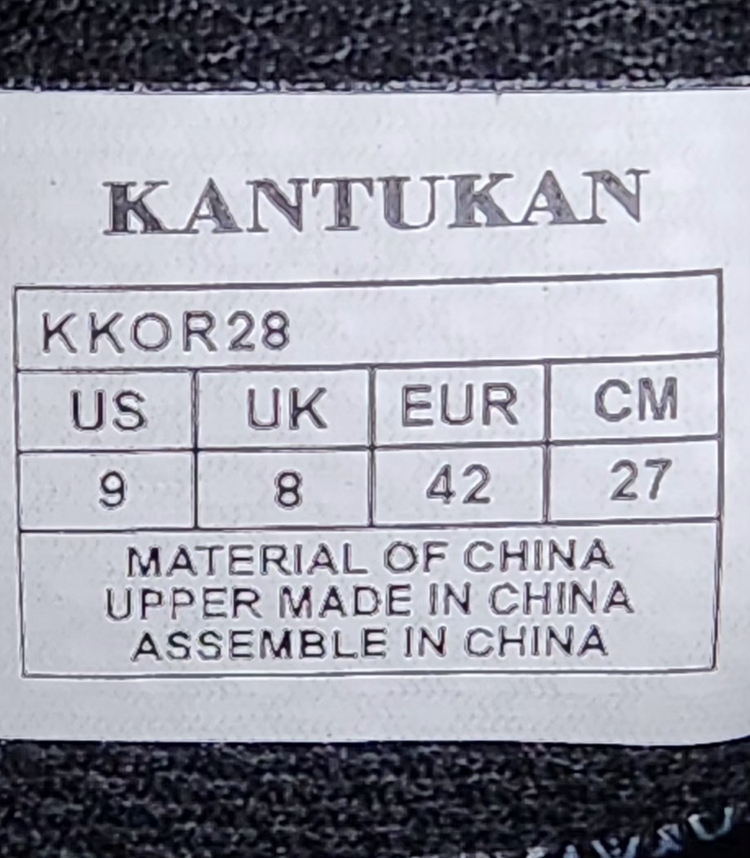 KANTUKAN
KKOR28
US UK EUR CM
9 8 42 27
MATERIAL OF CHINA
UPPER MADE IN CHINA
ASSEMBLE IN CHINA